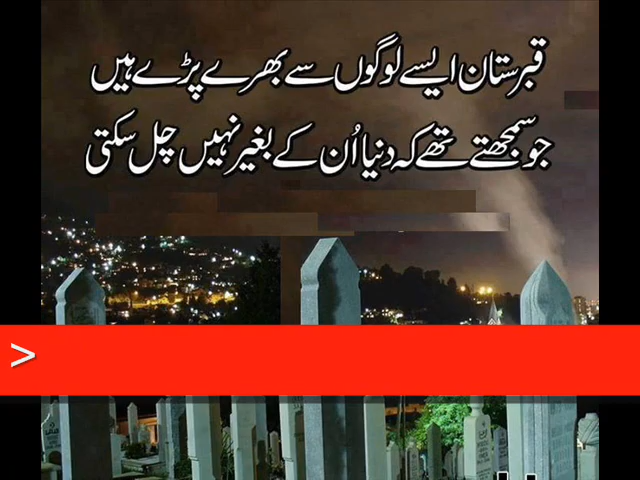 قبرستان ایسے لوگوں سے بھرے پڑے ہیں
جو سمجھتے تھے کہ دنیا اُن کے بغیر نہیں چل سکتی
>